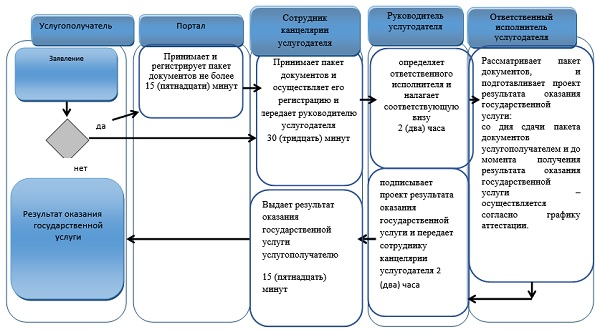 Услугополучатель
Портал
Сотрудник
канцелярии
услугодателя
Руководитель
услугодателя
Ответственный
исполнитель
услугодателя
Заявление
да
нет
Результат оказания
государственной
услуги
Принимает и
регистрирует пакет
документов не более
15 (пятнадцати) минут
Принимает пакет
документов и
осуществляет его
регистрацию и
передает руководителю
услугодателя
30 (тридцать) минут
Выдает результат
оказания
государственной
услуги
услугополучателю
15 (пятнадцать)
минут
определяет
ответственного
исполнителя и
налагает
соответствующую
визу
2 (два) часа
подписывает
проект результата
оказания
государственной
услуги и передает
сотруднику
канцелярии
услугодателя 2
(два) часа
Рассматривает пакет
документов, и
подготавливает проект
результата оказания
государственной
услуги:
со дня сдачи пакета
документов
услугополучателем и до
момента получения
результата оказания
государственной
услуги –
осуществляется
согласно графику
аттестации.